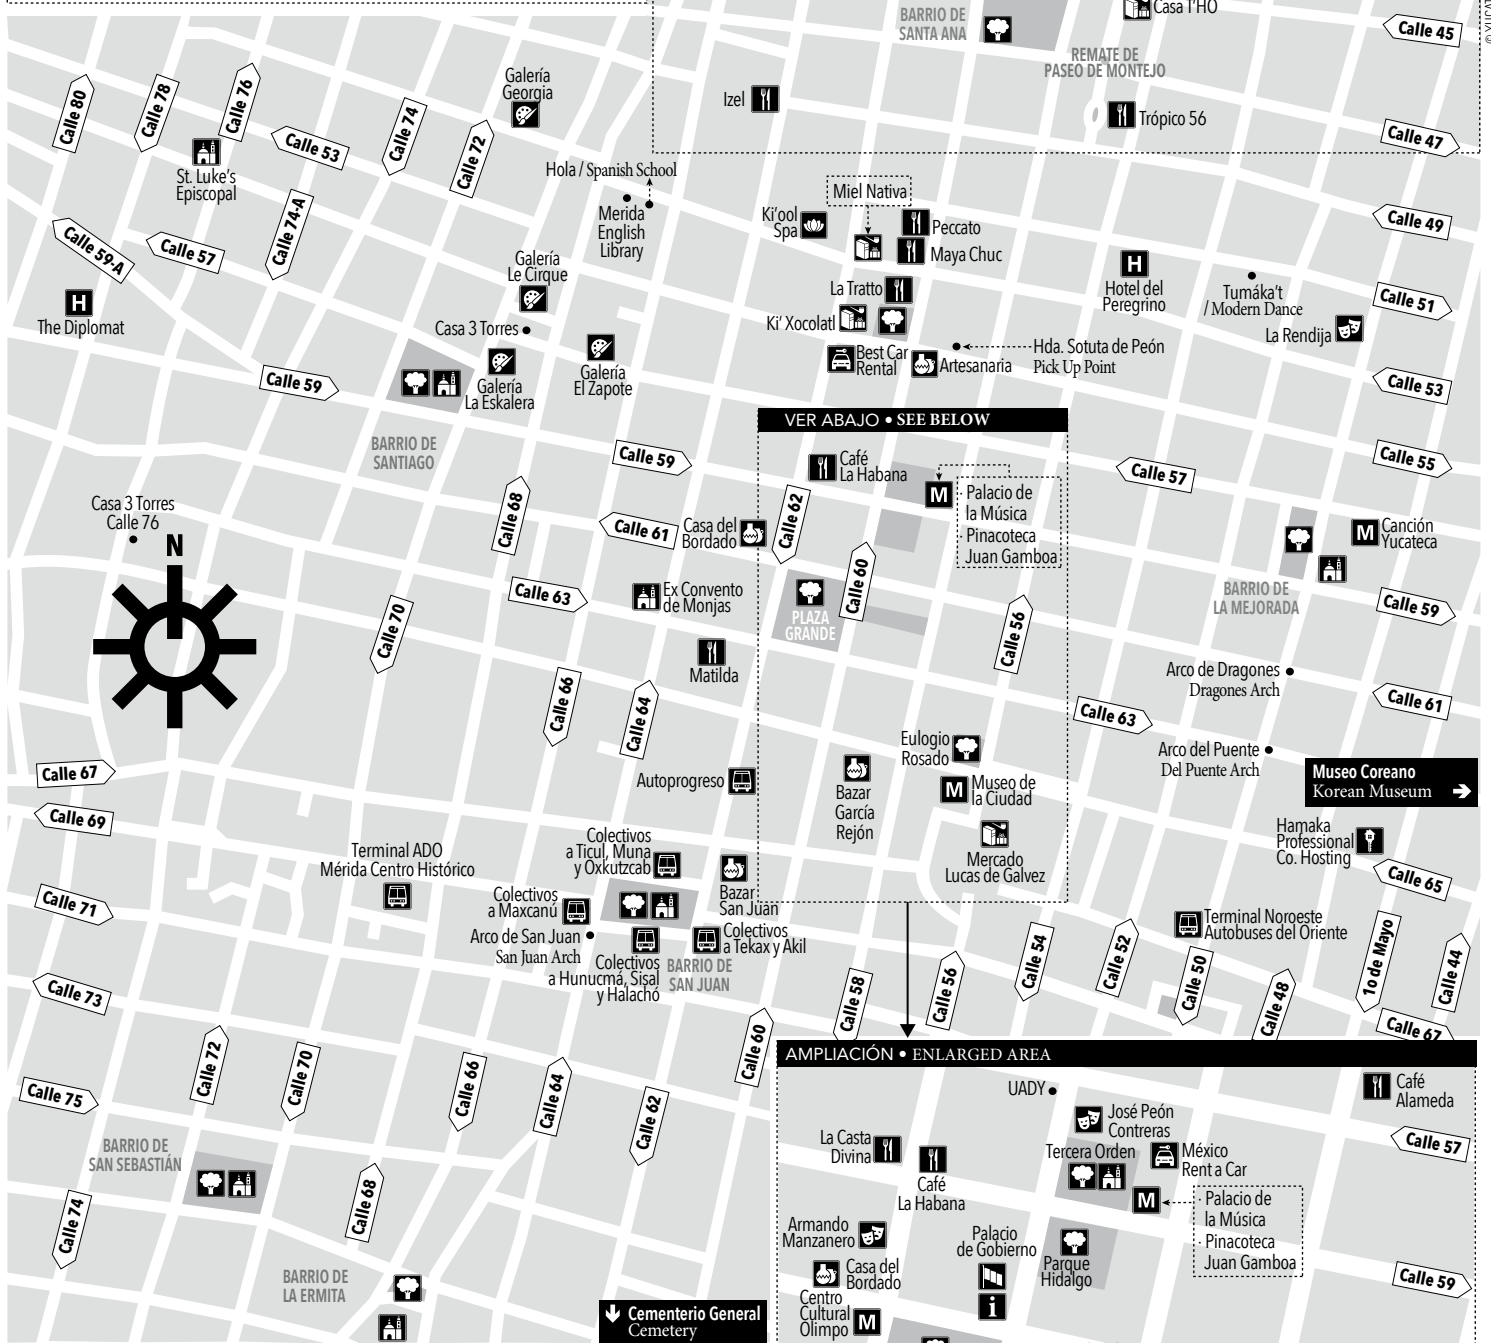 Casa T'HO
© YUCAT
BARRIO DE
SANTA ANA
Calle 45
REMATE DE
PASEO DE MONTEJO
Galería
Georgia
Izel
Trópico 56
Calle 80
Calle 78
Calle 76
Calle 74
Calle 53
Calle 72
Calle 47
St. Luke's
Episcopal
Hola / Spanish School
Merida
English
Library
Miel Nativa
Ki'ool
Spa
Peccato
Maya Chuc
Calle 49
Calle 59-A
Calle 57
Calle 74-A
Galería
Le Cirque
La Tratto
Hotel del
Peregrino
Tumáka't
/ Modern Dance
Calle 51
The Diplomat
Casa 3 Torres
Ki' Xocolatl
La Rendija
Best Car
Rental
Artesanaria
Hda. Sotuta de Peón
Pick Up Point
Calle 59
Galería
La Eskalera
Galería
El Zapote
Calle 53
VER ABAJO • SEE BELOW
BARRIO DE
SANTIAGO
Calle 59
Café
La Habana
Calle 57
Calle 55
M
· Palacio de
la Música
· Pinacoteca
Juan Gamboa
Casa 3 Torres
Calle 76
N
Calle 68
Calle 61
Casa del
Bordado
Calle 62
M
Canción
Yucateca
Calle 63
Ex Convento
de Monjas
PLAZA
GRANDE
Calle 60
BARRIO DE
LA MEJORADA
Calle 59
Calle 70
Calle 56
Matilda
Arco de Dragones
Dragones Arch
Calle 66
Calle 64
Calle 63
Calle 61
Eulogio
Rosado
Arco del Puente
Del Puente Arch
Calle 67
Autoprogreso
Bazar
García
Rejón
M
Museo de
la Ciudad
Museo Coreano
Korean Museum
Calle 69
Mercado
Lucas de Galvez
Hamaka
Professional
Co. Hosting
Terminal ADO
Mérida Centro Histórico
Colectivos
a Ticul, Muna
y Oxkutzcab
Bazar
San Juan
Calle 65
Calle 71
Colectivos
a Maxcanú
Arco de San Juan
San Juan Arch
Colectivos
a Tekax y Akil
Terminal Noroeste
Autobuses del Oriente
Colectivos
a Hunucmá, Sisal
y Halachó
BARRIO DE
SAN JUAN
Calle 73
Calle 58
Calle 56
Calle 54
Calle 52
Calle 50
Calle 48
1o de Mayo
Calle 44
Calle 67
Calle 60
AMPLIACIÓN • ENLARGED AREA
Calle 72
Calle 70
Calle 66
Calle 64
Calle 62
Calle 75
UADY
Café
Alameda
José Peón
Contreras
BARRIO DE
SAN SEBASTIÁN
La Casta
Divina
Tercera Orden
México
Rent a Car
Calle 57
Café
La Habana
M
· Palacio de
la Música
· Pinacoteca
Juan Gamboa
Calle 74
Calle 68
Armando
Manzanero
Palacio
de Gobierno
Parque
Hidalgo
Casa del
Bordado
Calle 59
BARRIO DE
LA ERMITA
Centro
Cultural
Olimpo
M
i
Cementerio General
Cemetery
H
H